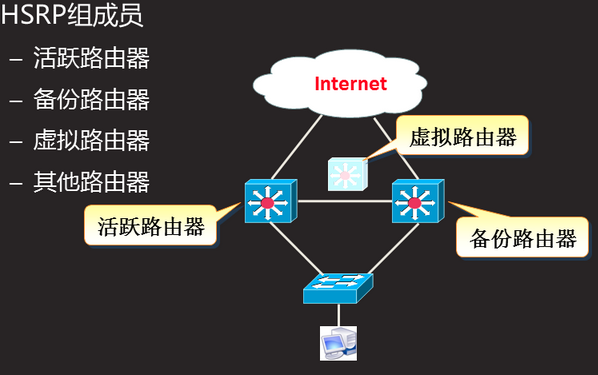 HSRP组成员
– 活跃路由器
– 备份路由器
– 虚拟路由器
– 其他路由器
Internet
虚拟路由器
活跃路由器
备份路由器